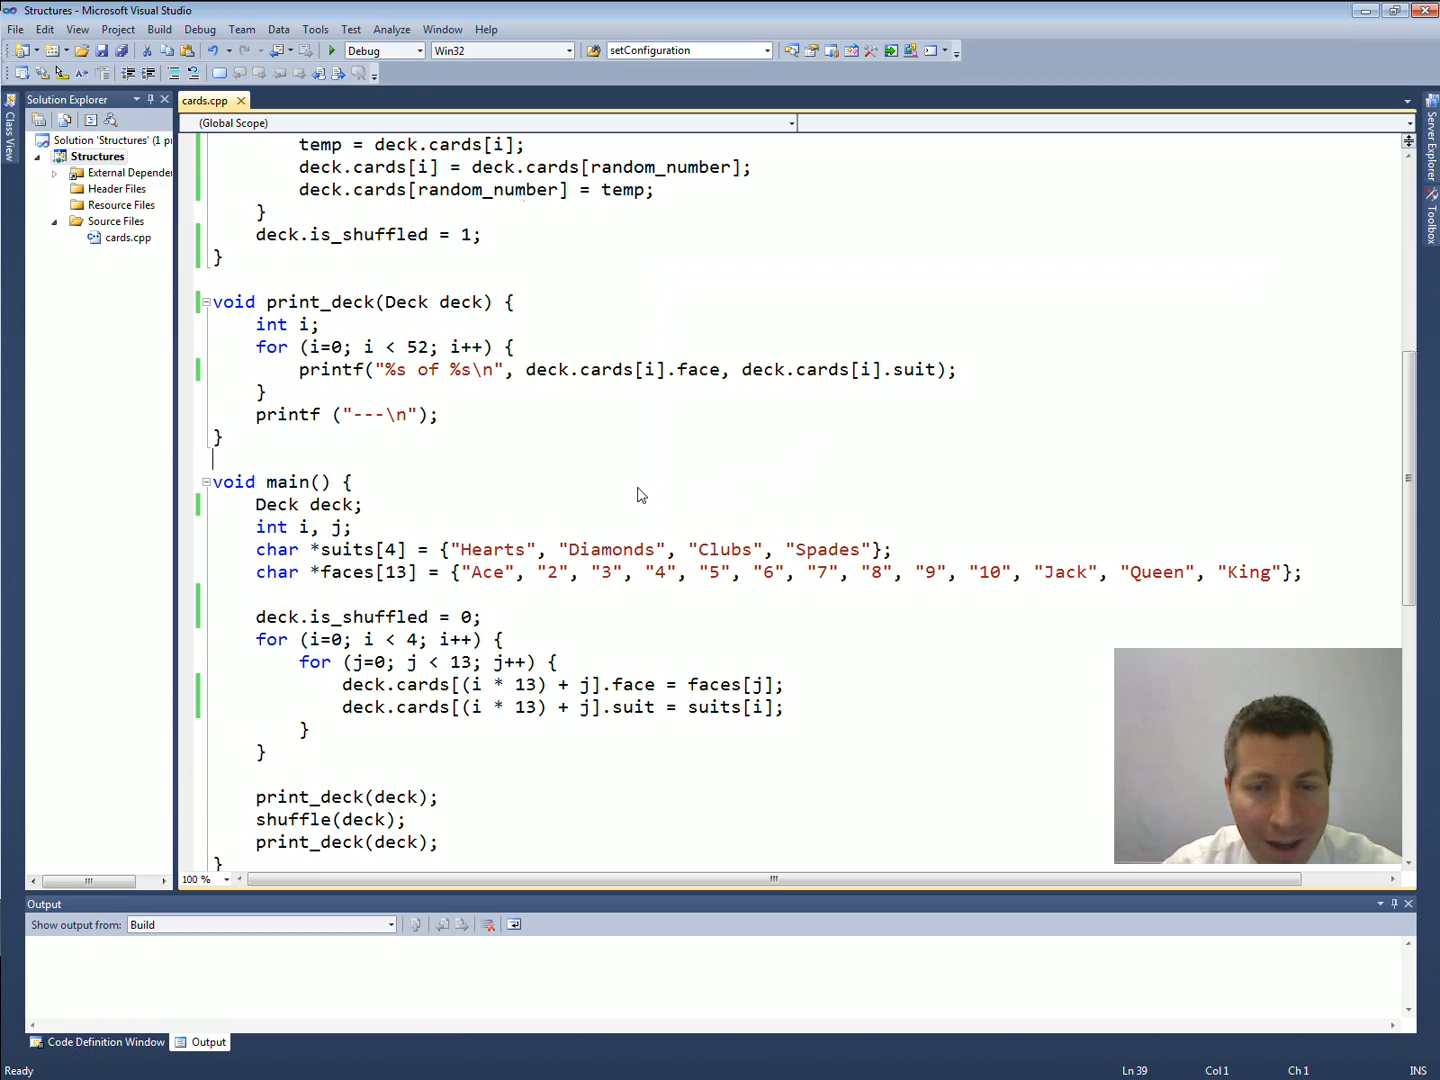 Structures - Microsoft Visual Studio
File Edit View Project Build Debug Team Data Tools Test Analyze Window Help
Debug Win32 setConfiguration
Solution Explorer
cards.cpp
Class View
Server Explorer
Toolbox
(Global Scope)
Solution 'Structures' (1 p
Structures
External Depende
Header Files
Resource Files
Source Files
cards.cpp
temp = deck.cards[i];
deck.cards[i] = deck.cards[random_number];
deck.cards[random_number] = temp;
}
deck.is_shuffled = 1;
}
void print_deck(Deck deck) {
int i;
for (i=0; i < 52; i++) {
printf("%s of %s\n", deck.cards[i].face, deck.cards[i].suit);
}
printf ("---\n");
}
void main() {
Deck deck;
int i, j;
char *suits[4] = {"Hearts", "Diamonds", "Clubs", "Spades"};
char *faces[13] = {"Ace", "2", "3", "4", "5", "6", "7", "8", "9", "10", "Jack", "Queen", "King"};
deck.is_shuffled = 0;
for (i=0; i < 4; i++) {
for (j=0; j < 13; j++) {
deck.cards[(i * 13) + j].face = faces[j];
deck.cards[(i * 13) + j].suit = suits[i];
}
}
print_deck(deck);
shuffle(deck);
print_deck(deck);
}
100 %
Output
Show output from: Build
Code Definition Window Output
Ready Ln 39 Col 1 Ch 1 INS